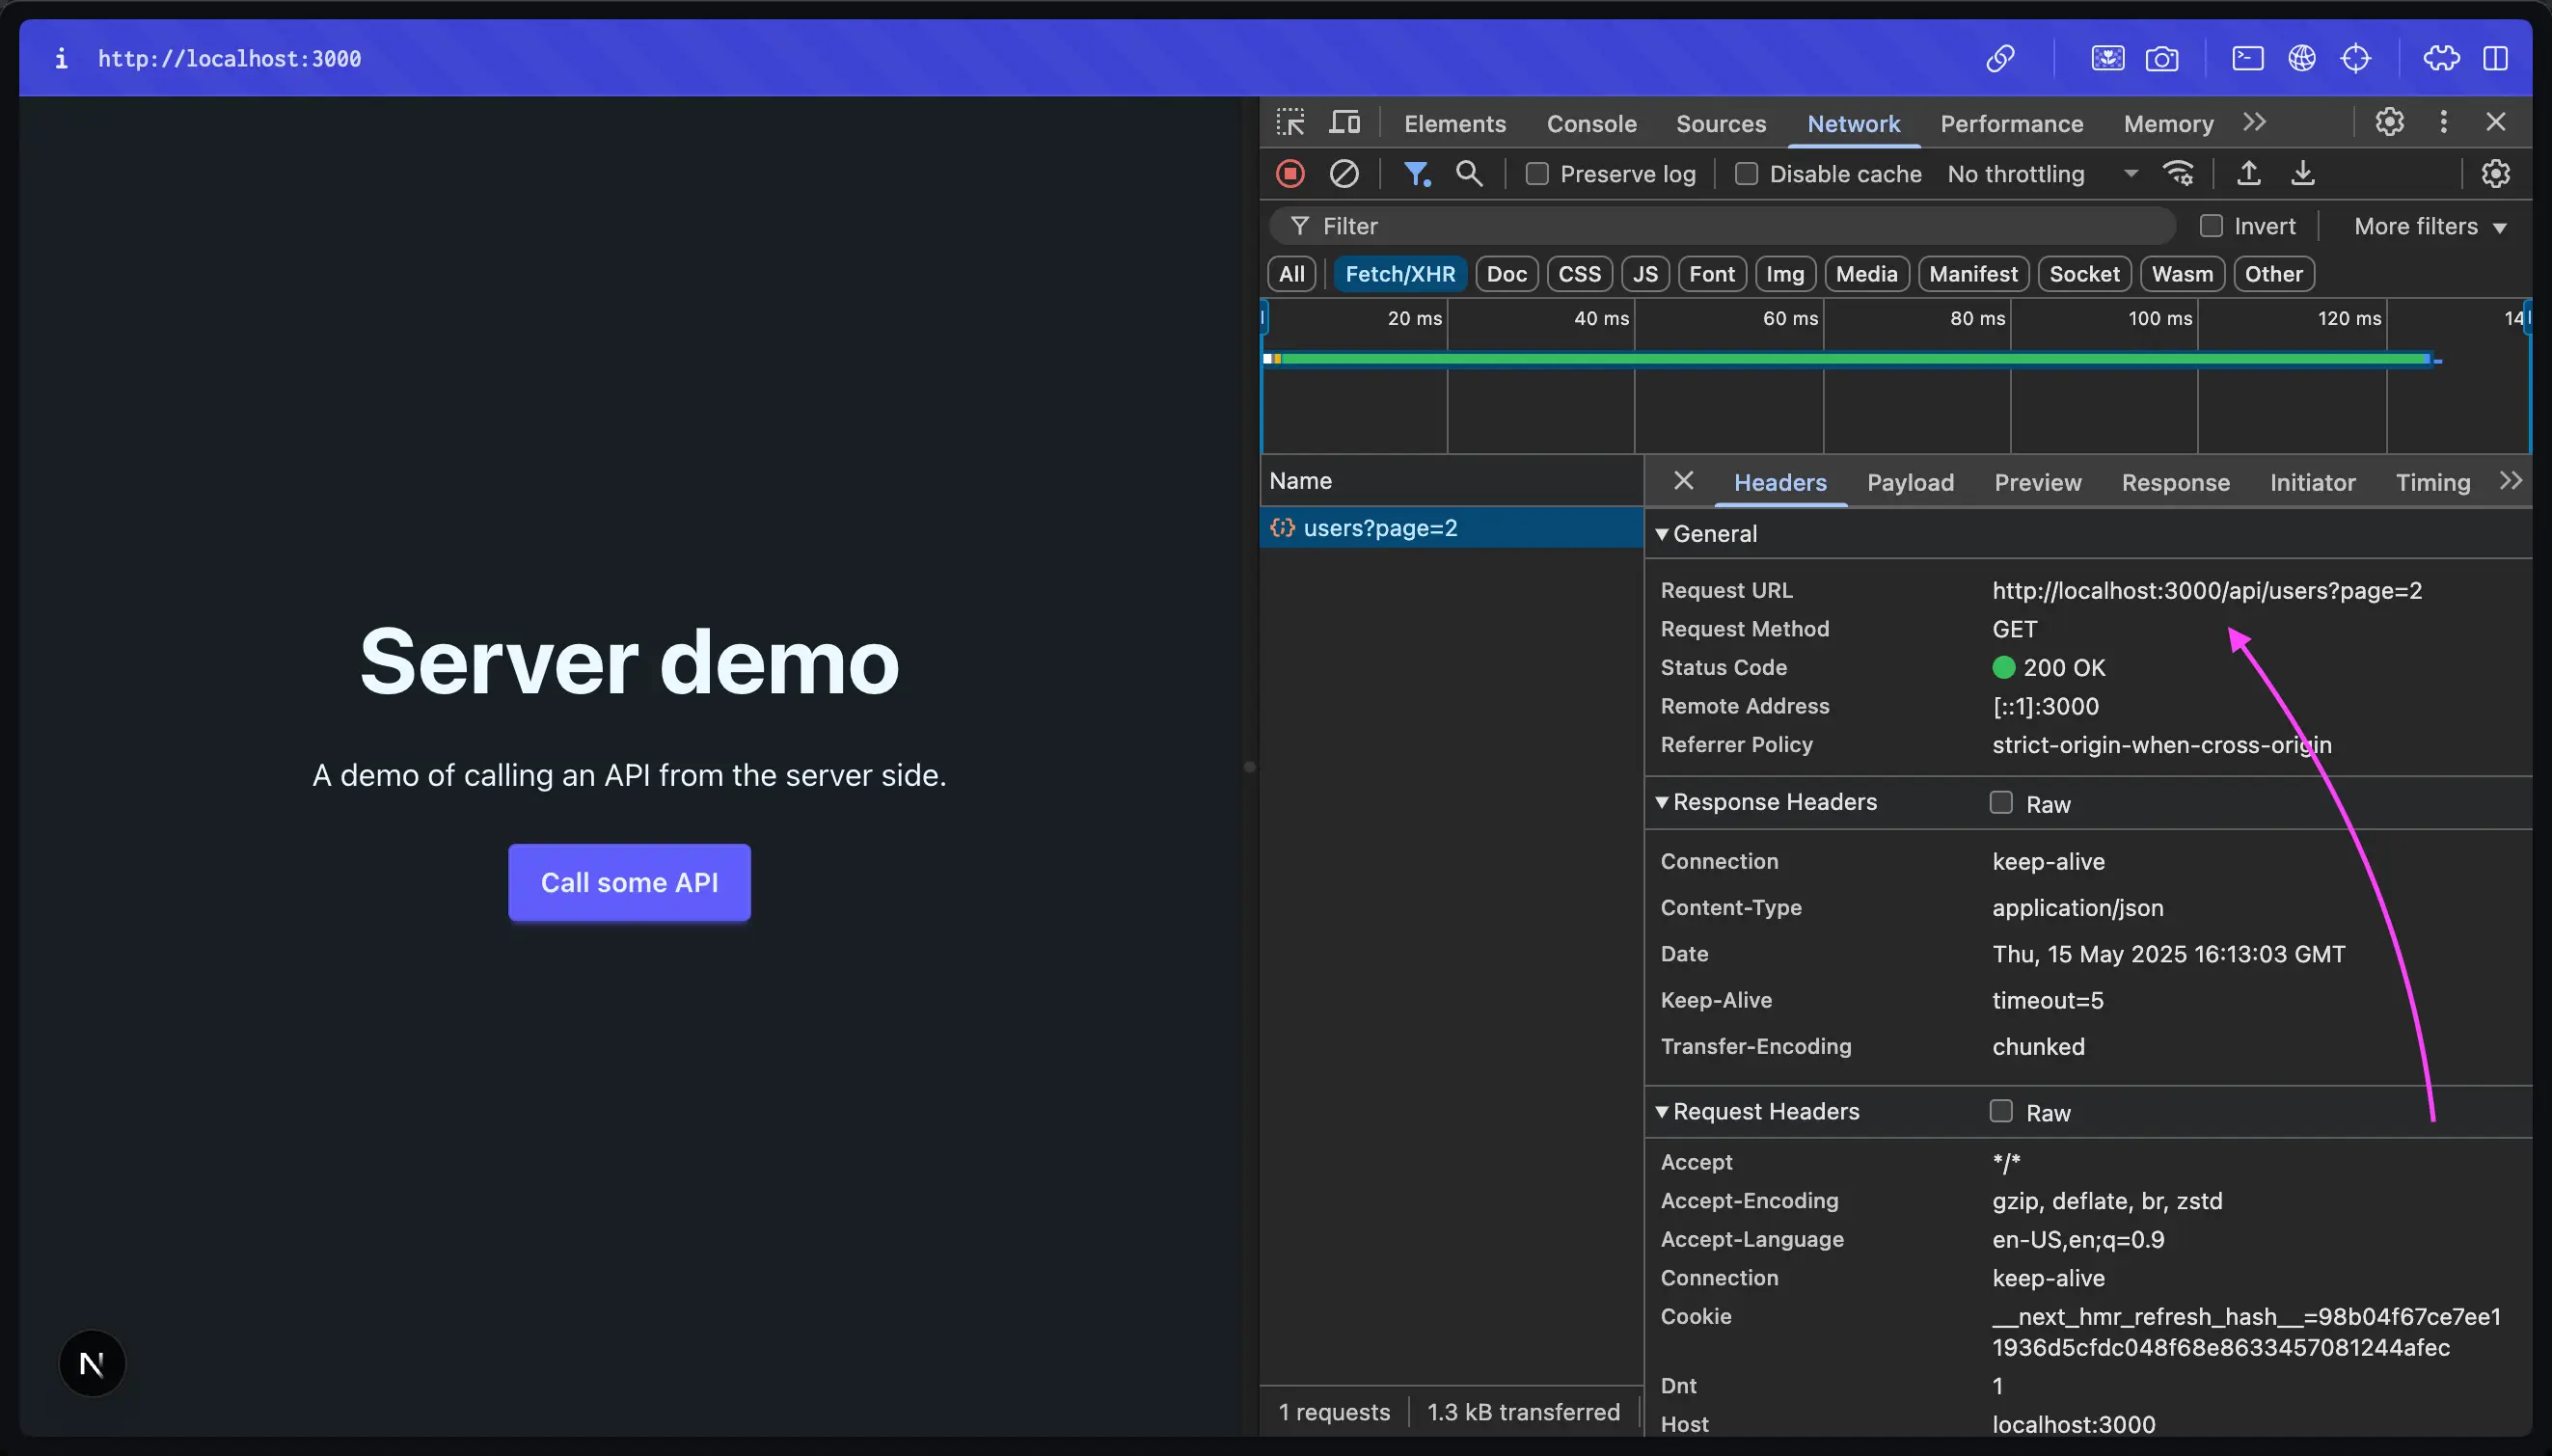 i http://localhost:3000
Elements Console Sources Network Performance Memory
Preserve log Disable cache No throttling
Filter Invert More filters
All Fetch/XHR Doc CSS JS Font Img Media Manifest Socket Wasm Other
20 ms 40 ms 60 ms 80 ms 100 ms 120 ms 14
Name
{;} users?page=2
1 requests 1.3 kB transferred
Headers Payload Preview Response Initiator Timing
General
Request URL http://localhost:3000/api/users?page=2
Request Method GET
Status Code 200 OK
Remote Address [::1]:3000
Referrer Policy strict-origin-when-cross-origin
Response Headers Raw
Connection keep-alive
Content-Type application/json
Date Thu, 15 May 2025 16:13:03 GMT
Keep-Alive timeout=5
Transfer-Encoding chunked
Request Headers Raw
Accept */*
Accept-Encoding gzip, deflate, br, zstd
Accept-Language en-US,en;q=0.9
Connection keep-alive
Cookie __next_hmr_refresh_hash__=98b04f67ce7ee1
1936d5cfdc048f68e8633457081244afec
Dnt 1
Host localhost:3000
Server demo
A demo of calling an API from the server side.
Call some API
N